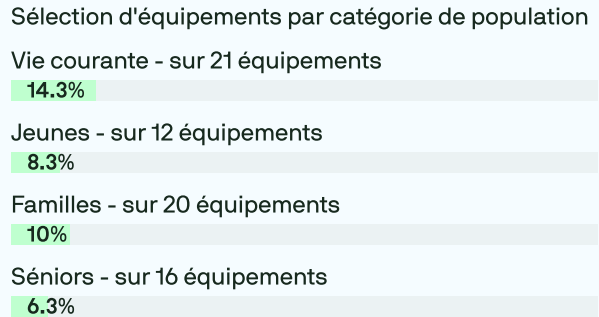 Sélection d'équipements par catégorie de population
Vie courante - sur 21 équipements
14.3%
Jeunes - sur 12 équipements
8.3%
Familles - sur 20 équipements
10%
Séniors - sur 16 équipements
6.3%